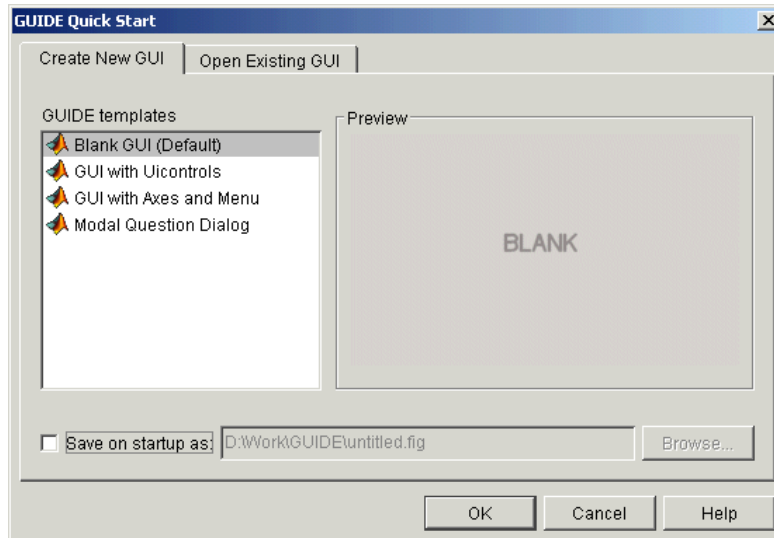 GUIDE Quick Start
Create New GUI
Open Existing GUI
GUIDE templates
Blank GUI (Default)
GUI with Uicontrols
GUI with Axes and Menu
Modal Question Dialog
Preview
BLANK
Save on startup as:
D:\Work\GUIDE\untitled.fig
Browse...
OK
Cancel
Help